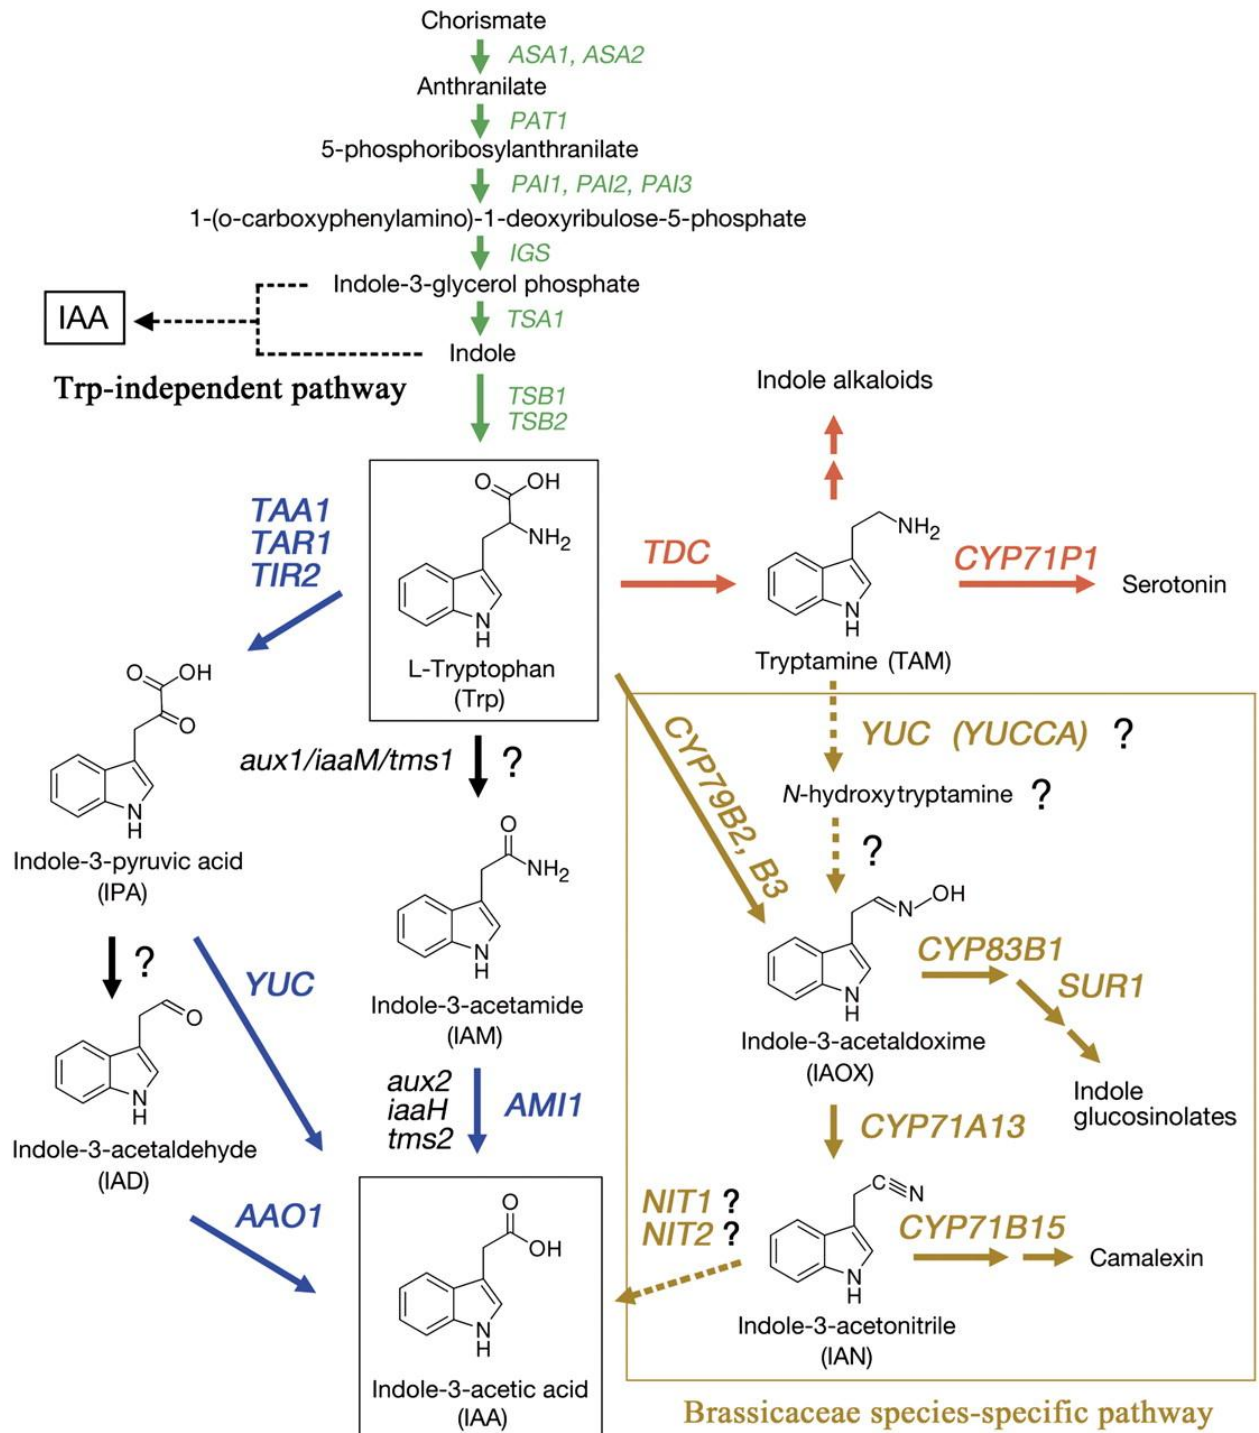 Chorismate
ASA1, ASA2
Anthranilate
PAT1
5-phosphoribosylanthranilate
PAI1, PAI2, PAI3
1-(o-carboxyphenylamino)-1-deoxyribulose-5-phosphate
IGS
Indole-3-glycerol phosphate
IAA
TSA1
Indole
Trp-independent pathway
TSB1
TSB2
Indole alkaloids
TAA1
TAR1
TIR2
O
OH
NH2
N
H
L-Tryptophan
(Trp)
TDC
NH2
N
H
Tryptamine (TAM)
CYP71P1
Serotonin
O
OH
O
N
H
Indole-3-pyruvic acid
(IPA)
aux1/iaaM/tms1 ?
CYP79B2, B3
YUC (YUCCA) ?
N-hydroxytryptamine ?
?
O
NH2
N
H
Indole-3-acetamide
(IAM)
N
OH
N
H
Indole-3-acetaldoxime
(IAOX)
CYP83B1
SUR1
Indole
glucosinolates
?
YUC
O
N
H
Indole-3-acetaldehyde
(IAD)
aux2
iaaH
tms2
AMI1
CYP71A13
AAO1
NIT1 ?
NIT2 ?
C
N
N
H
Indole-3-acetonitrile
(IAN)
CYP71B15
Camalexin
O
OH
N
H
Indole-3-acetic acid
(IAA)
Brassicaceae species-specific pathway